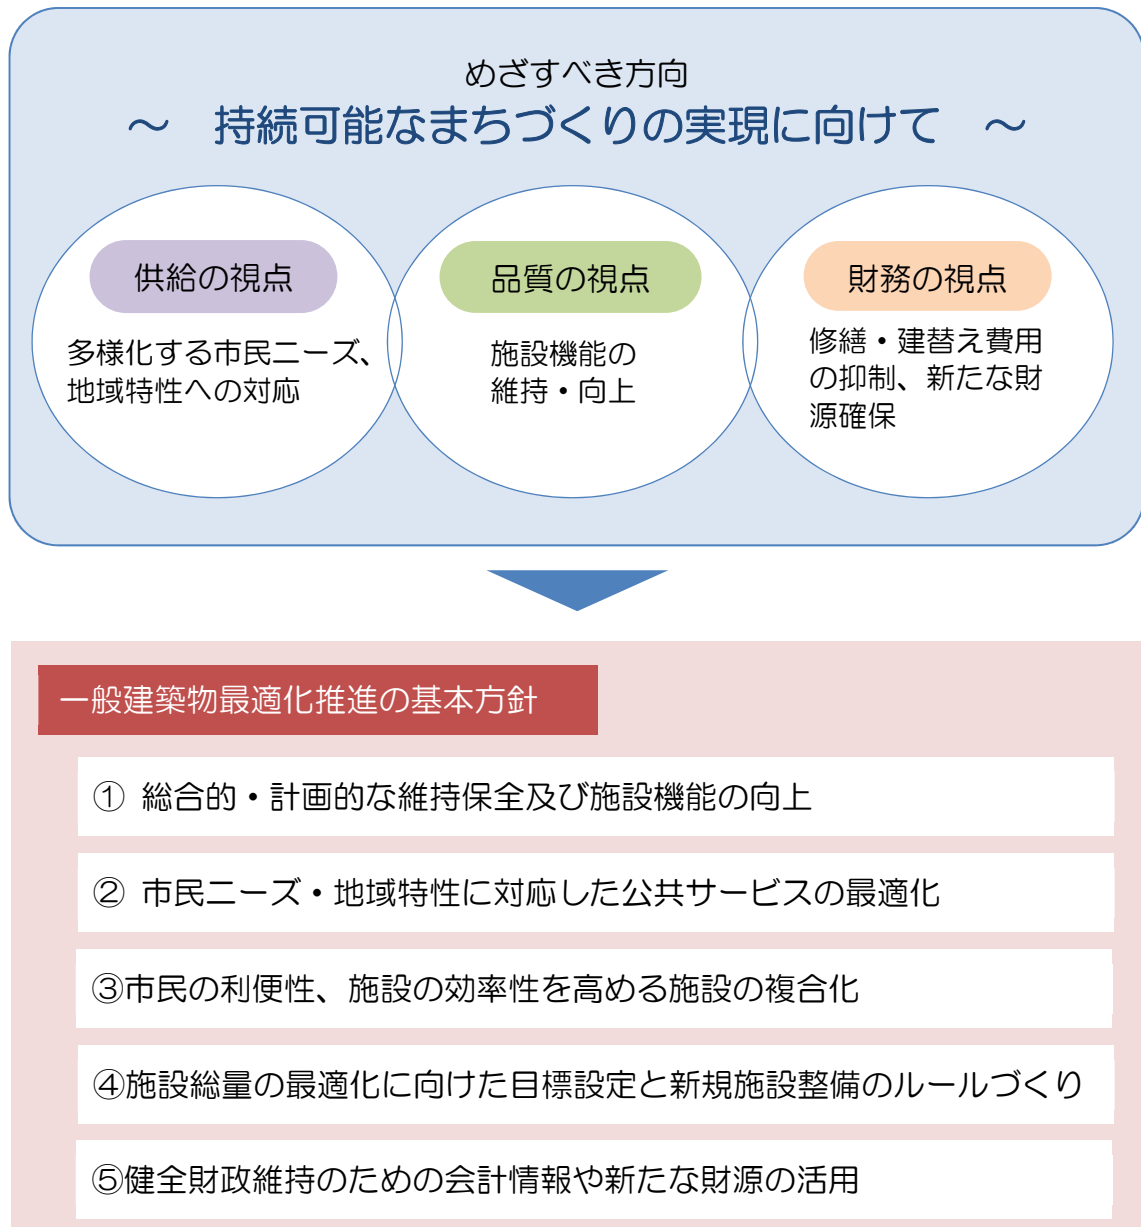 めざすべき方向
～　持続可能なまちづくりの実現に向けて　～
供給の視点
多様化する市民ニーズ、
地域特性への対応
品質の視点
施設機能の
維持・向上
財務の視点
修繕・建替え費用
の抑制、新たな財
源確保
一般建築物最適化推進の基本方針
① 総合的・計画的な維持保全及び施設機能の向上
② 市民ニーズ・地域特性に対応した公共サービスの最適化
③市民の利便性、施設の効率性を高める施設の複合化
④施設総量の最適化に向けた目標設定と新規施設整備のルールづくり
⑤健全財政維持のための会計情報や新たな財源の活用